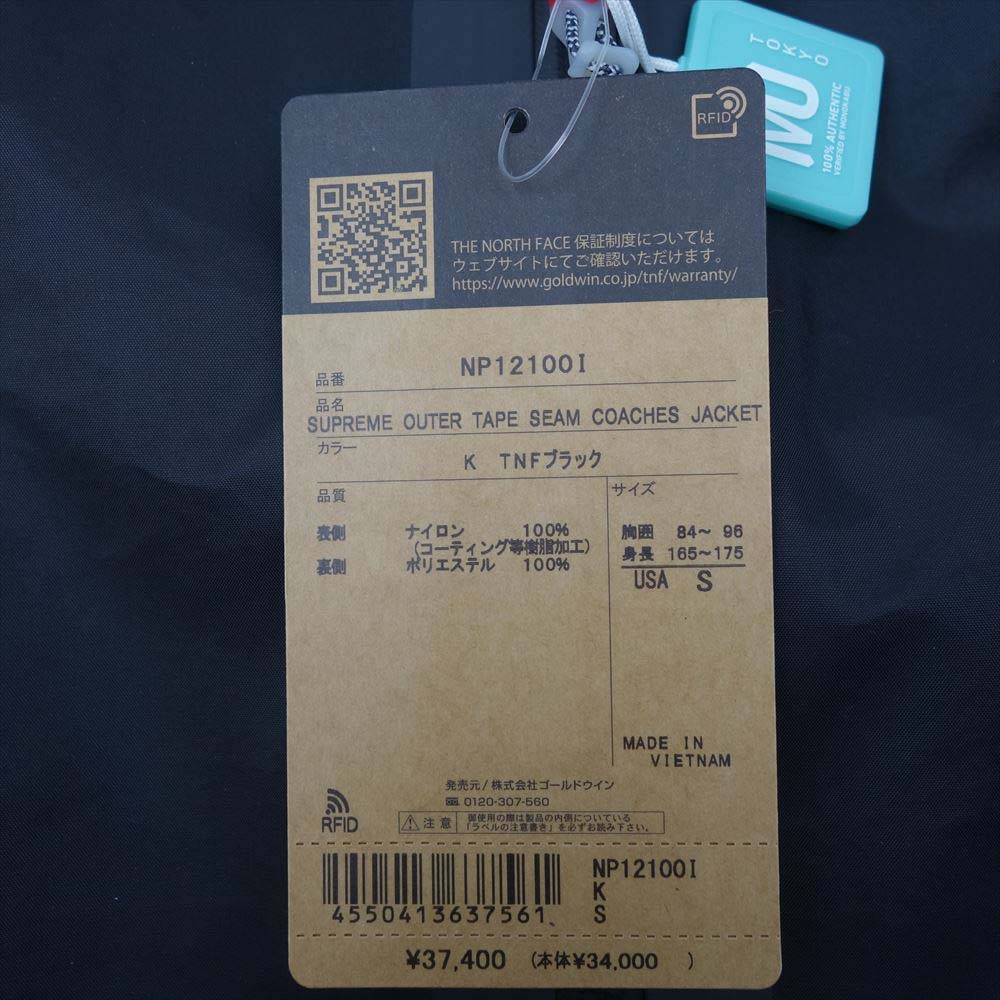 TOKYO
MO
100% AUTHENTIC
VERIFIED BY MONOKABU
RFID
THE NORTH FACE 保証制度については
ウェブサイトにてご確認いただけます。
https://www.goldwin.co.jp/tnf/warranty/
品番 NP12100I
品名
SUPREME OUTER TAPE SEAM COACHES JACKET
カラー
K TNFブラック
品質
サイズ
表側 ナイロン 100%
(コーティング等樹脂加工)
裏側 ポリエステル 100%
胸囲 84～ 96
身長 165～175
USA S
MADE IN
VIETNAM
発売元/株式会社ゴールドウイン
0120-307-560
RFID
注意
御使用の際は製品の内側についている
「ラベルの注意書き」を必ずお読み下さい。
4550413637561
NP12100I
K
S
¥37,400 (本体¥34,000 )